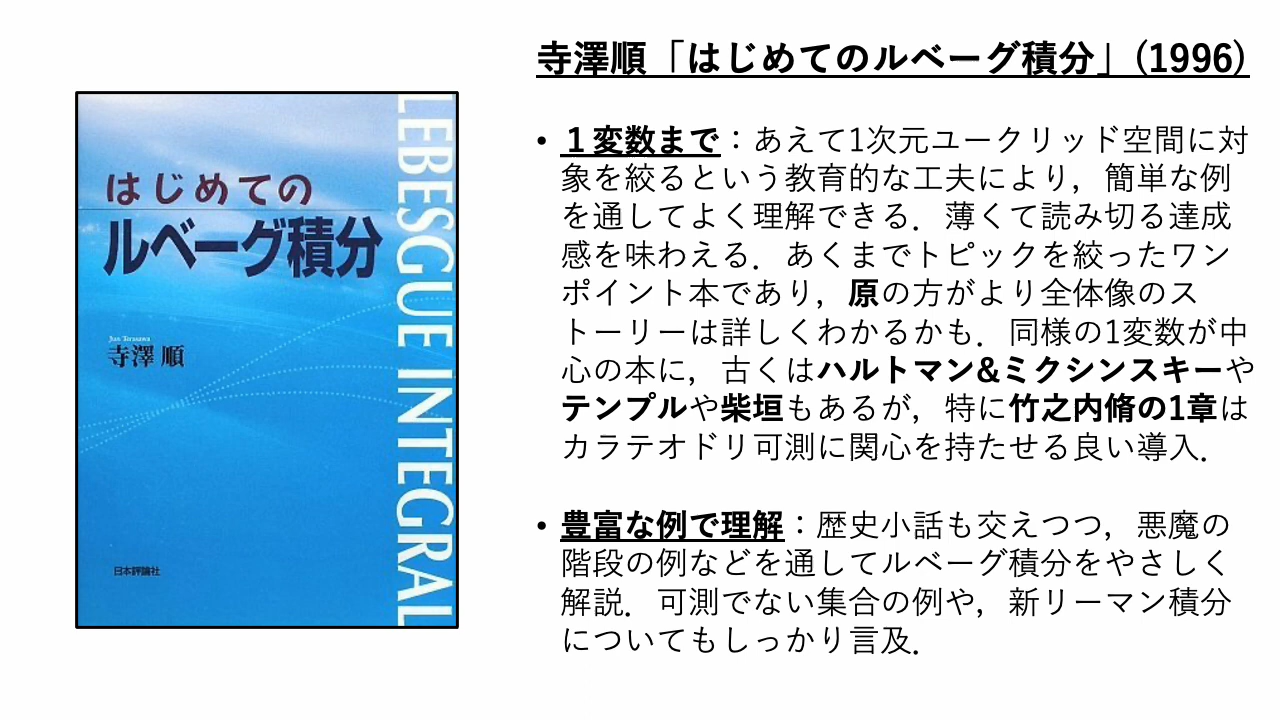 寺澤順「はじめてのルベーグ積分」(1996)
はじめての
ルベーグ積分
Jun Terasawa
寺澤 順
日本評論社
LEBESGUE INTEGRAL
• １変数まで：あえて1次元ユークリッド空間に対
象を絞るという教育的な工夫により，簡単な例
を通してよく理解できる．薄くて読み切る達成
感を味わえる．あくまでトピックを絞ったワン
ポイント本であり，原の方がより全体像のス
トーリーは詳しくわかるかも．同様の1変数が中
心の本に，古くはハルトマン&ミクシンスキーや
テンプルや柴垣もあるが，特に竹之内脩の1章は
カラテオドリ可測に関心を持たせる良い導入．
• 豊富な例で理解：歴史小話も交えつつ，悪魔の
階段の例などを通してルベーグ積分をやさしく
解説．可測でない集合の例や，新リーマン積分
についてもしっかり言及．